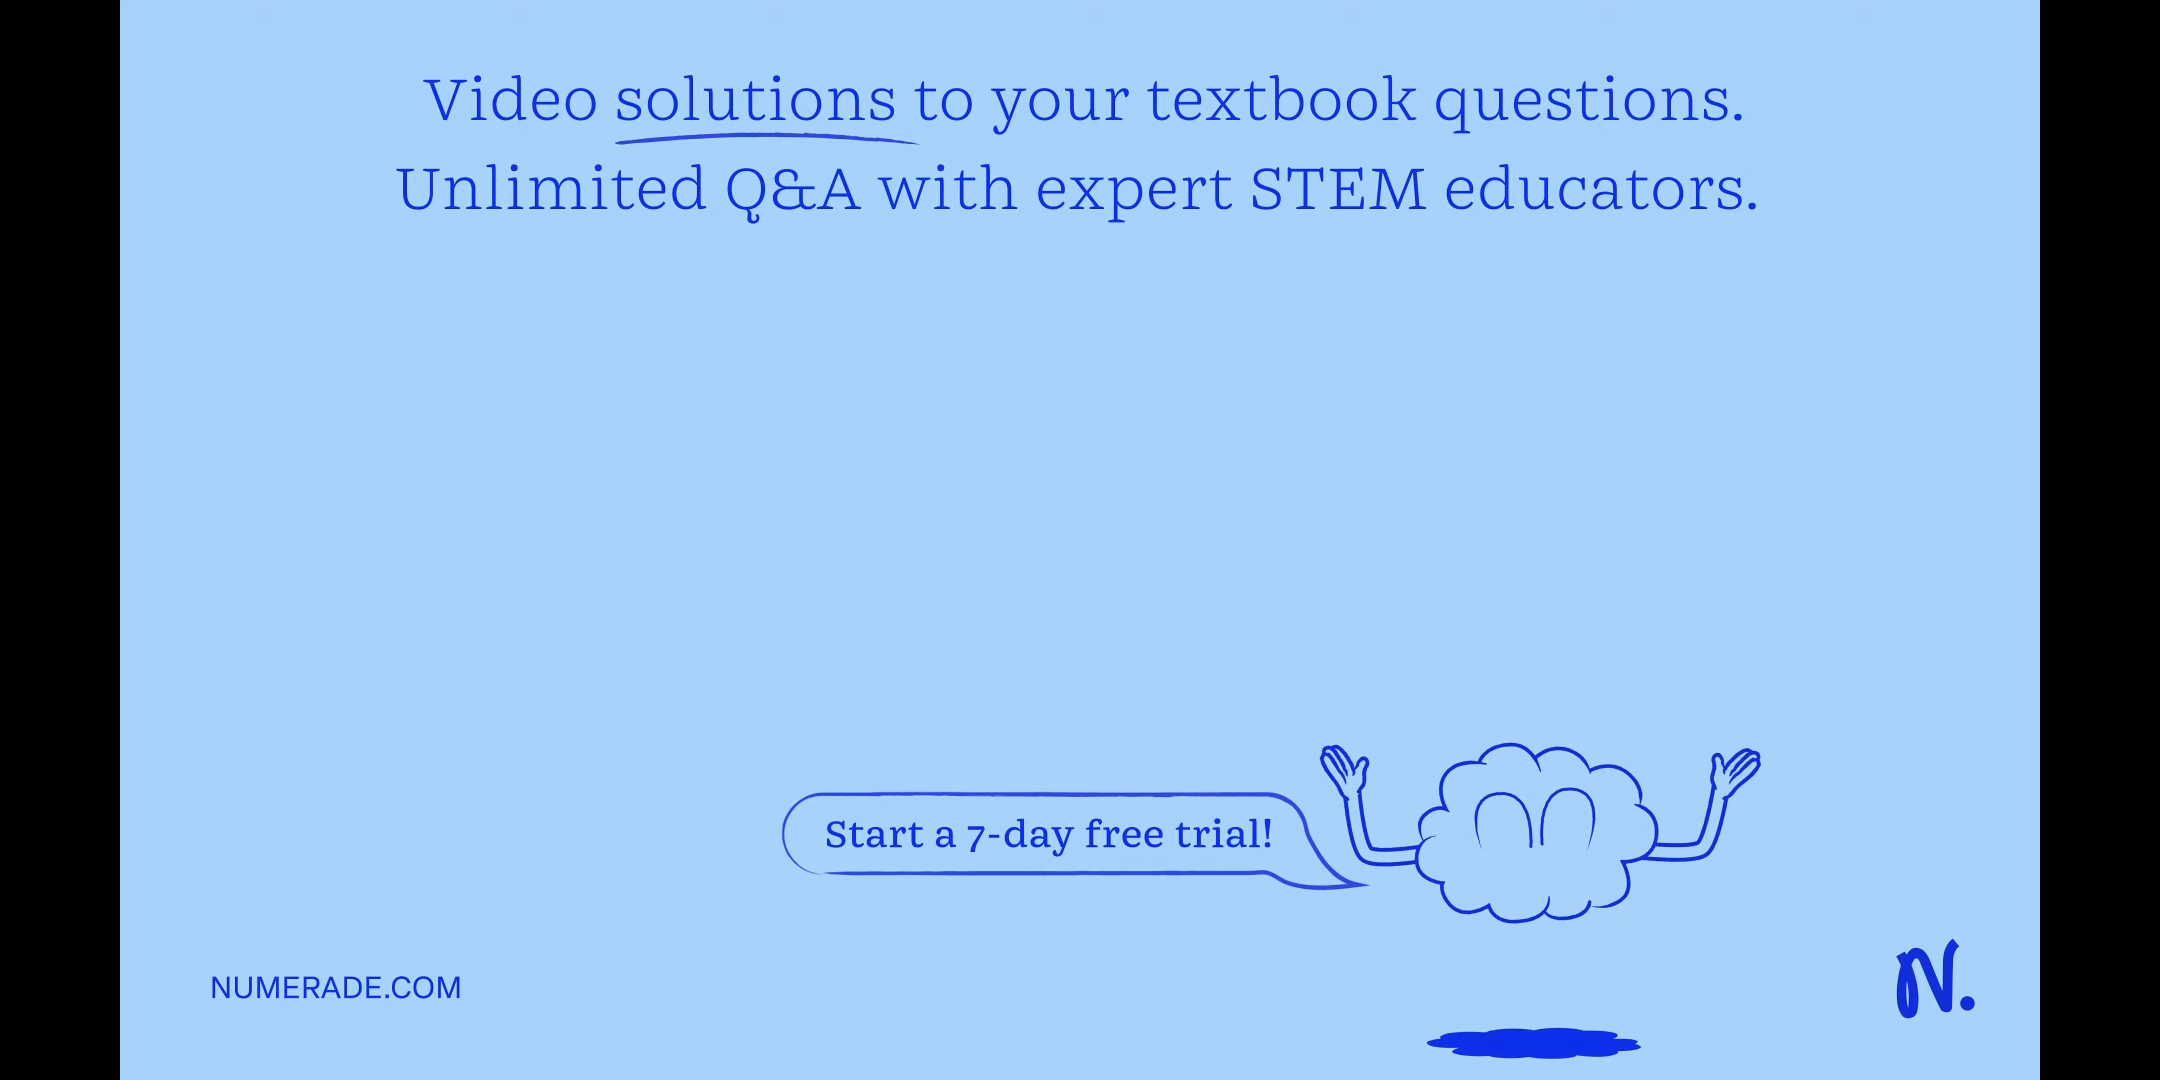 Video solutions to your textbook questions.
Unlimited Q&A with expert STEM educators.
Start a 7-day free trial!
NUMERADE.COM
N.